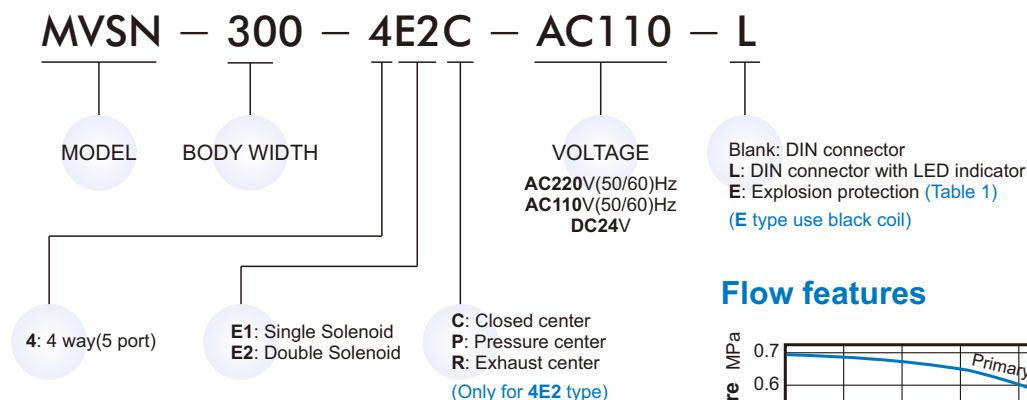 MVSN – 300 – 4E2C – AC110 – L
MODEL
BODY WIDTH
VOLTAGE
AC220V(50/60)Hz
AC110V(50/60)Hz
DC24V
Blank: DIN connector
L: DIN connector with LED indicator
E: Explosion protection (Table 1)
(E type use black coil)
4: 4 way(5 port)
E1: Single Solenoid
E2: Double Solenoid
C: Closed center
P: Pressure center
R: Exhaust center
(Only for 4E2 type)
Flow features
MPa
0.7
0.6
Primary